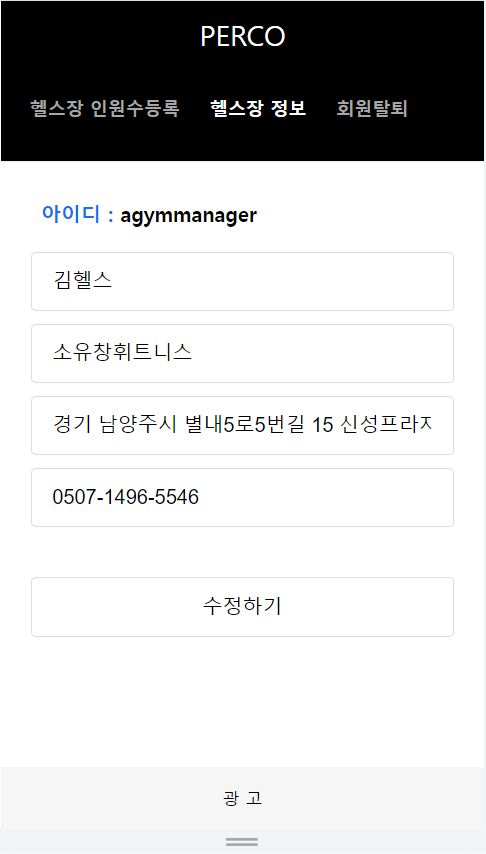 PERCO
헬스장 인원수등록 헬스장 정보 회원탈퇴
아이디 : agymmanager
김헬스
소유창휘트니스
경기 남양주시 별내5로5번길 15 신성프라자
0507-1496-5546
수정하기
광 고